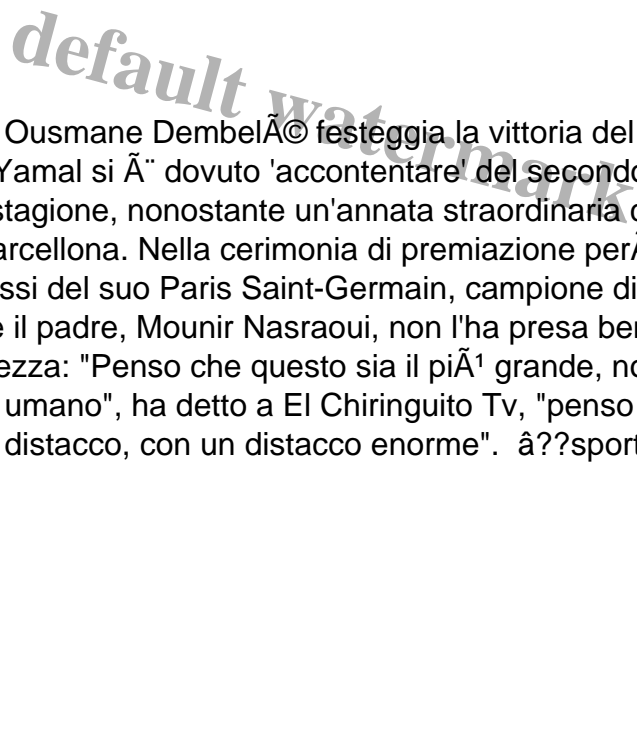 default watermark
Ousmane DembelÃ© festeggia la vittoria del
Yamal si Ã¨ dovuto 'accontentare' del secondo
stagione, nonostante un'annata straordinaria
arcellona. Nella cerimonia di premiazione perÃ
ssi del suo Paris Saint-Germain, campione di
e il padre, Mounir Nasraoui, non l'ha presa ben
ezza: "Penso che questo sia il piÃ¹ grande, no
umano", ha detto a El Chiringuito Tv, "penso
distacco, con un distacco enorme". â??sport